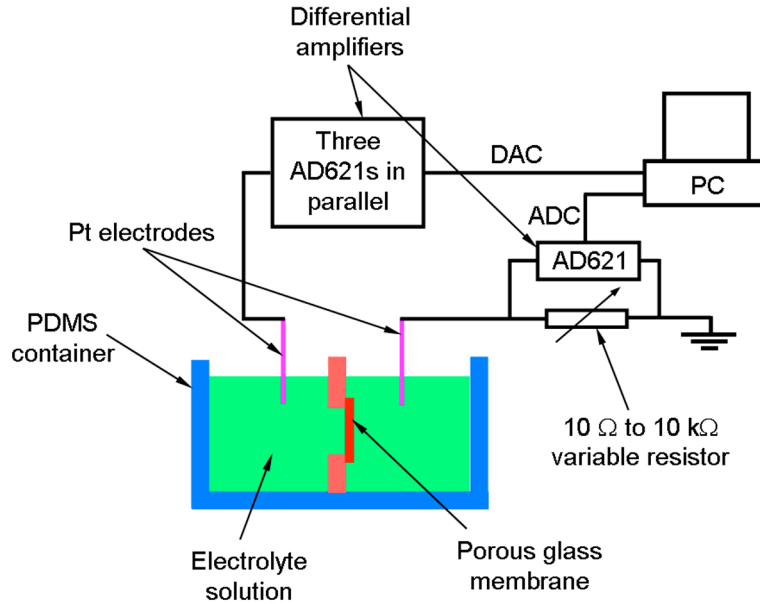 Differential
amplifiers
Three
AD621s in
parallel
DAC
PC
ADC
AD621
Pt electrodes
PDMS
container
10 Ω to 10 kΩ
variable resistor
Electrolyte
solution
Porous glass
membrane